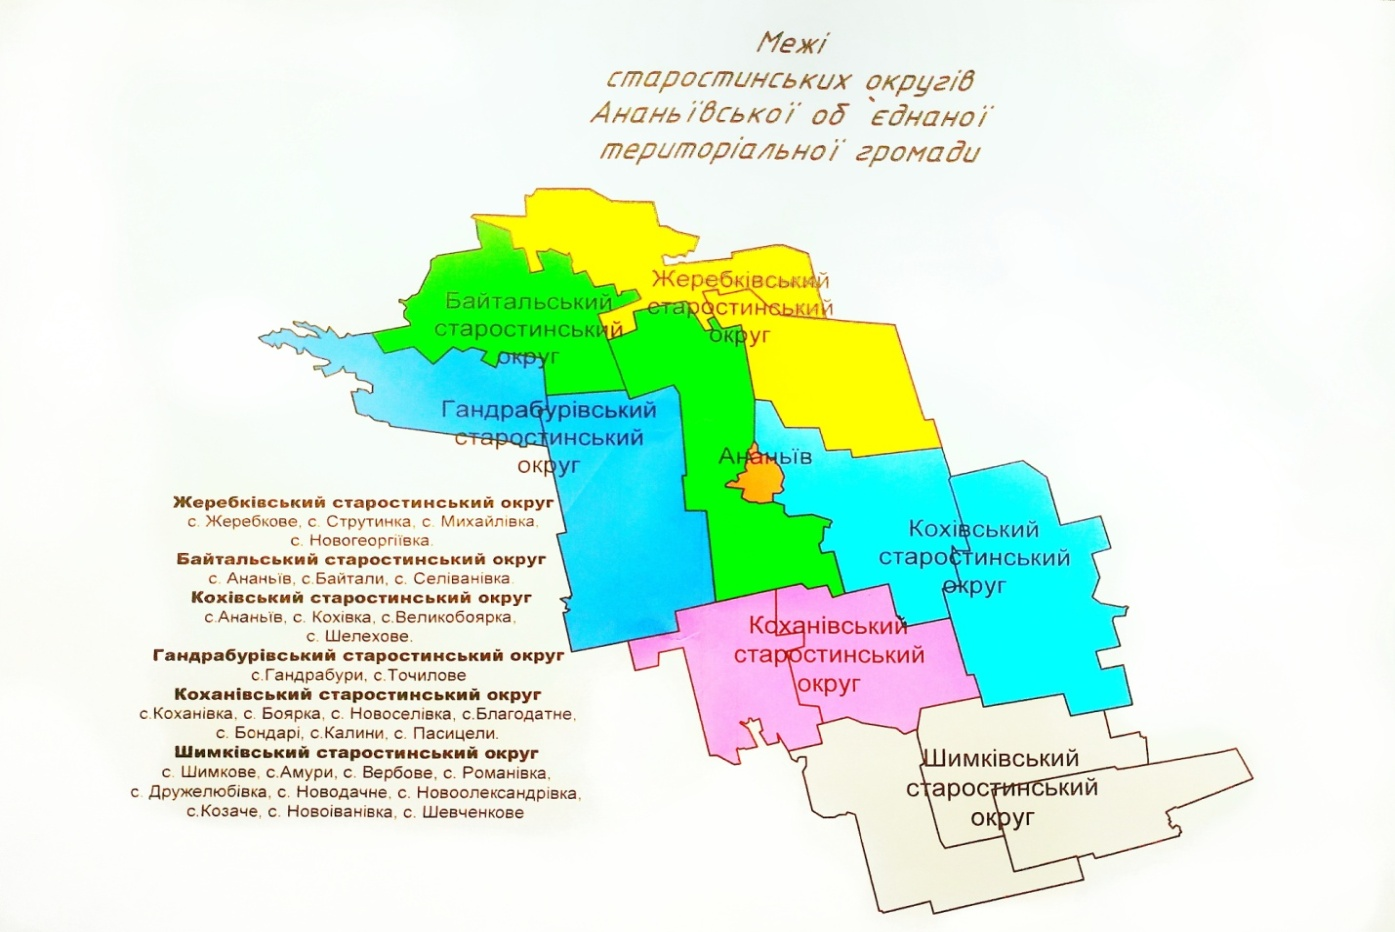 Межі
старостинських округів
Ананьївської об`єднаної
територіальної громади
Жеребківський
старостинський
округ
Байтальський
старостинський
округ
Гандрабурівський
старостинський
округ
Ананьїв
Кохівський
старостинський
округ
Коханівський
старостинський
округ
Шимківський
старостинський
округ
Жеребківський старостинський округ
с. Жеребкове, с. Струтинка, с. Михайлівка,
с. Новогеоргіївка.
Байтальський старостинський округ
с. Ананьїв, с.Байтали, с. Селіванівка.
Кохівський старостинський округ
с.Ананьїв, с. Кохівка, с.Великобоярка,
с. Шелехове.
Гандрабурівський старостинський округ
с.Гандрабури, с.Точилове
Коханівський старостинський округ
с.Коханівка, с. Боярка, с. Новоселівка, с.Благодатне,
с. Бондарі, с.Калини, с. Пасицели.
Шимківський старостинський округ
с. Шимкове, с.Амури, с. Вербове, с. Романівка,
с. Дружелюбівка, с. Новодачне, с. Новоолександрівка,
с.Козаче, с. Новоіванівка, с. Шевченкове